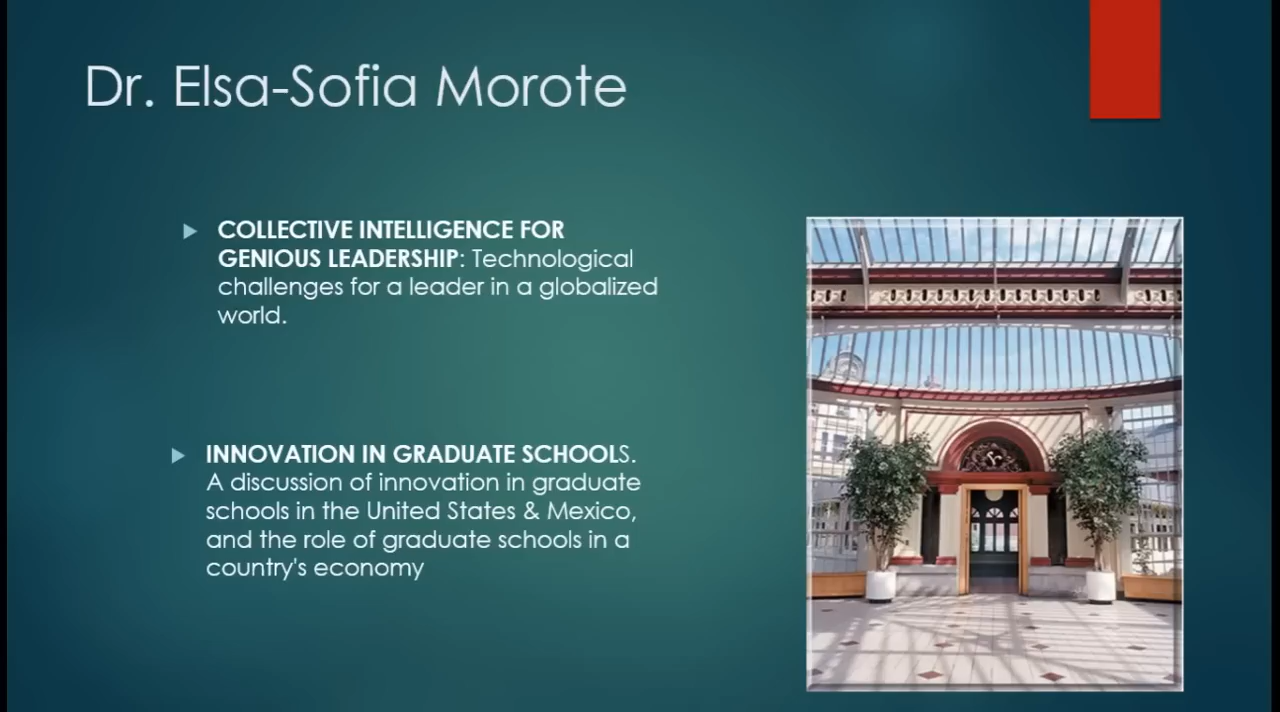 Dr. Elsa-Sofia Morote
COLLECTIVE INTELLIGENCE FOR
GENIOUS LEADERSHIP: Technological
challenges for a leader in a globalized
world.
INNOVATION IN GRADUATE SCHOOLS.
A discussion of innovation in graduate
schools in the United States & Mexico,
and the role of graduate schools in a
country's economy